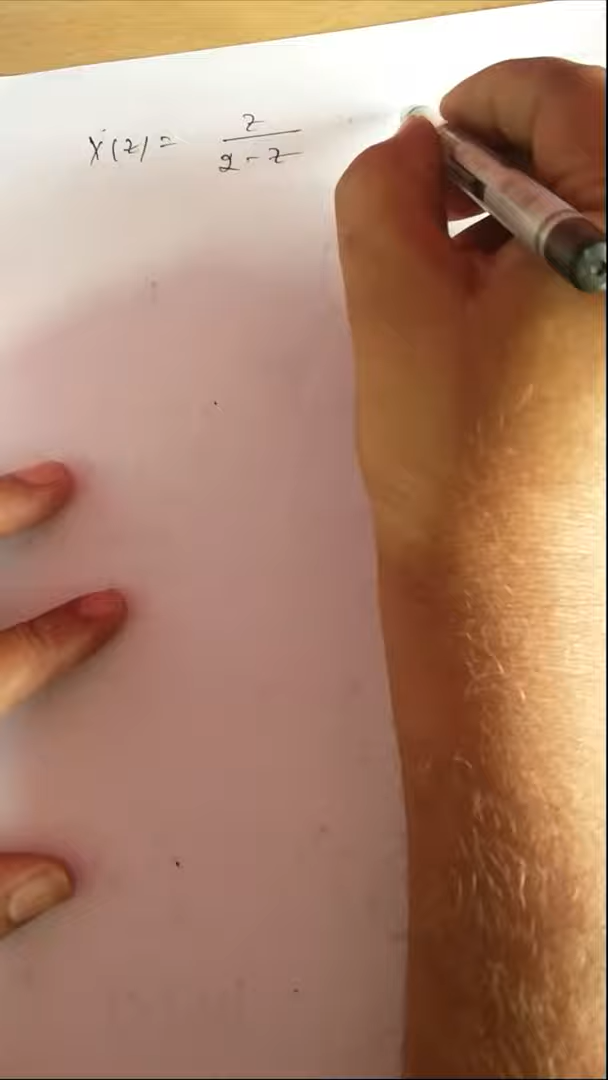 X(z) = z / (2 - z)